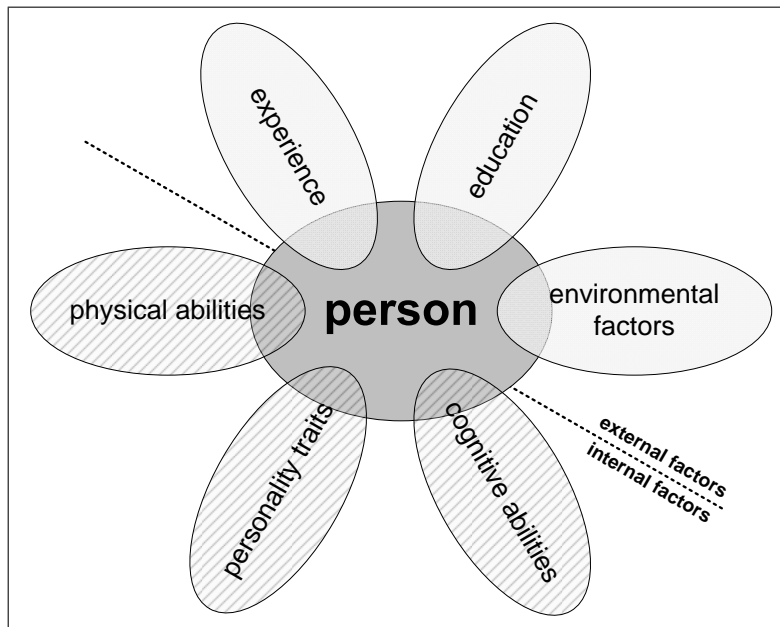 experience
education
physical abilities
person
environmental
factors
personality traits
cognitive abilities
external factors
internal factors